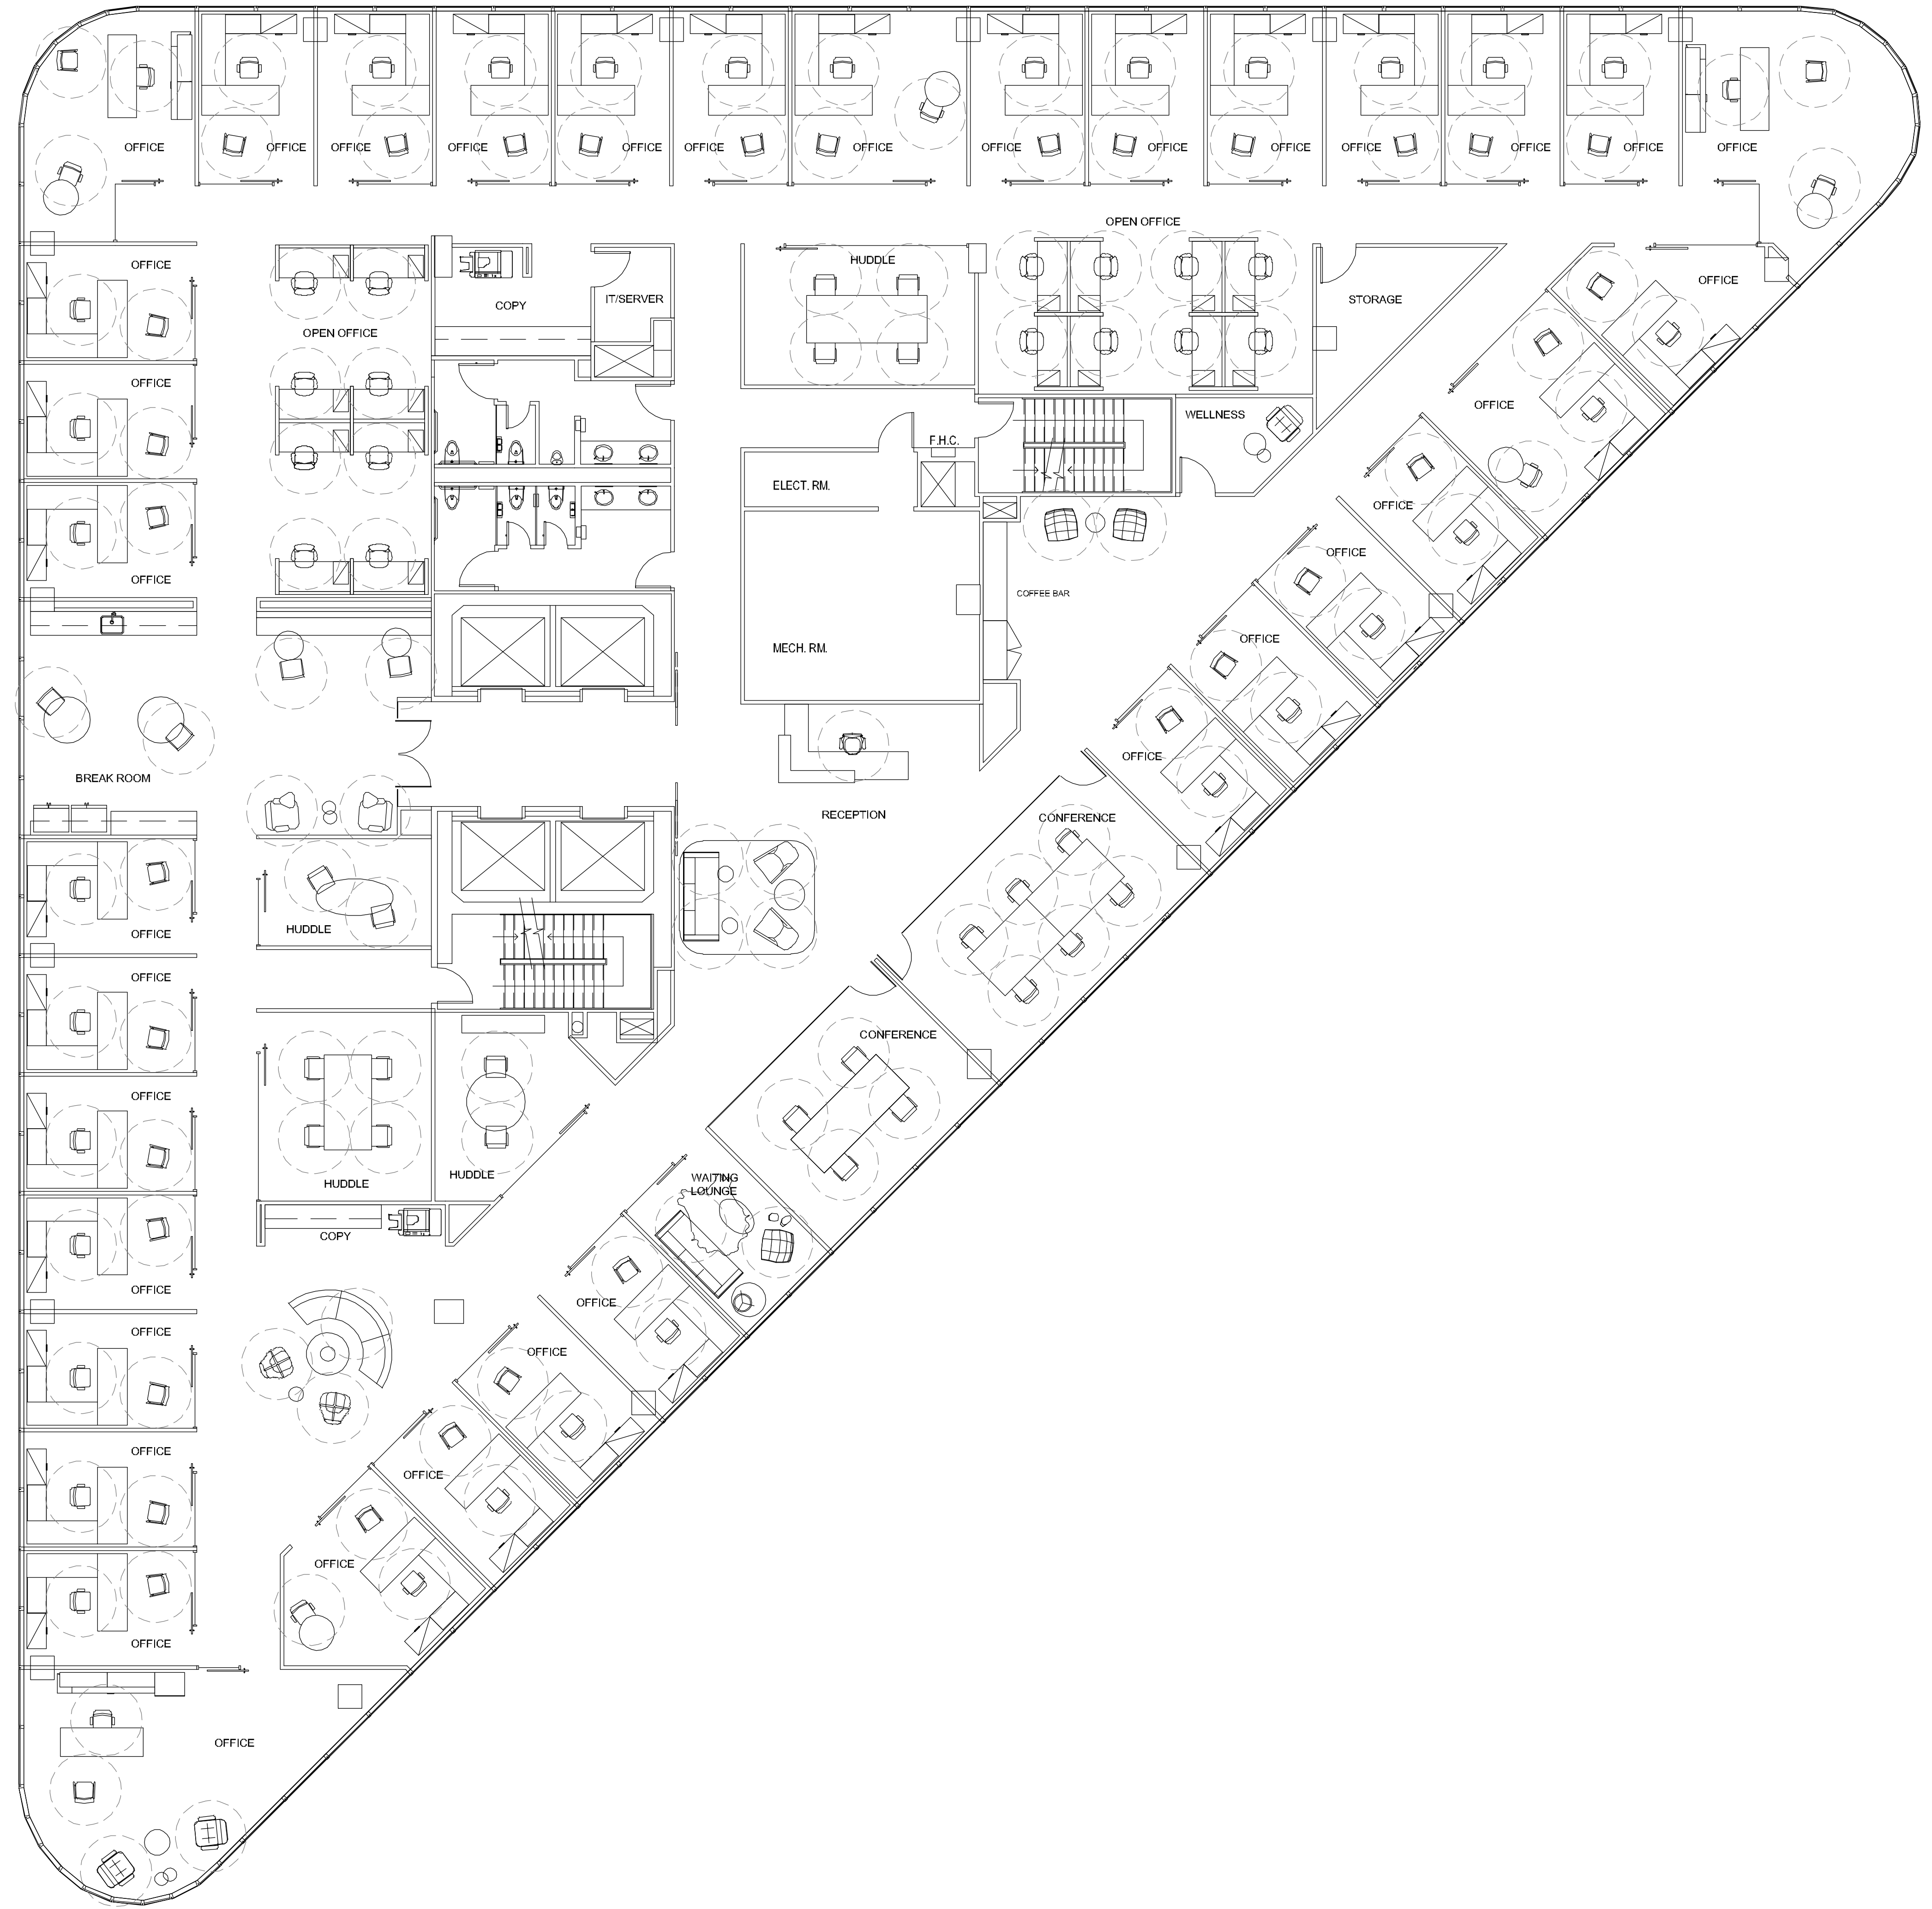 OFFICE
OFFICE
OFFICE
OFFICE
OFFICE
OFFICE
OFFICE
OFFICE
OFFICE
OFFICE
OFFICE
OFFICE
OFFICE
OPEN OFFICE
HUDDLE
OFFICE
OFFICE
COPY
IT/SERVER
STORAGE
OPEN OFFICE
OFFICE
OFFICE
WELLNESS
F.H.C.
ELECT. RM.
OFFICE
OFFICE
OFFICE
COFFEE BAR
OFFICE
MECH. RM.
OFFICE
BREAK ROOM
RECEPTION
CONFERENCE
HUDDLE
OFFICE
OFFICE
CONFERENCE
OFFICE
HUDDLE
HUDDLE
WAITING
LOUNGE
COPY
OFFICE
OFFICE
OFFICE
OFFICE
OFFICE
OFFICE
OFFICE
OFFICE
OFFICE